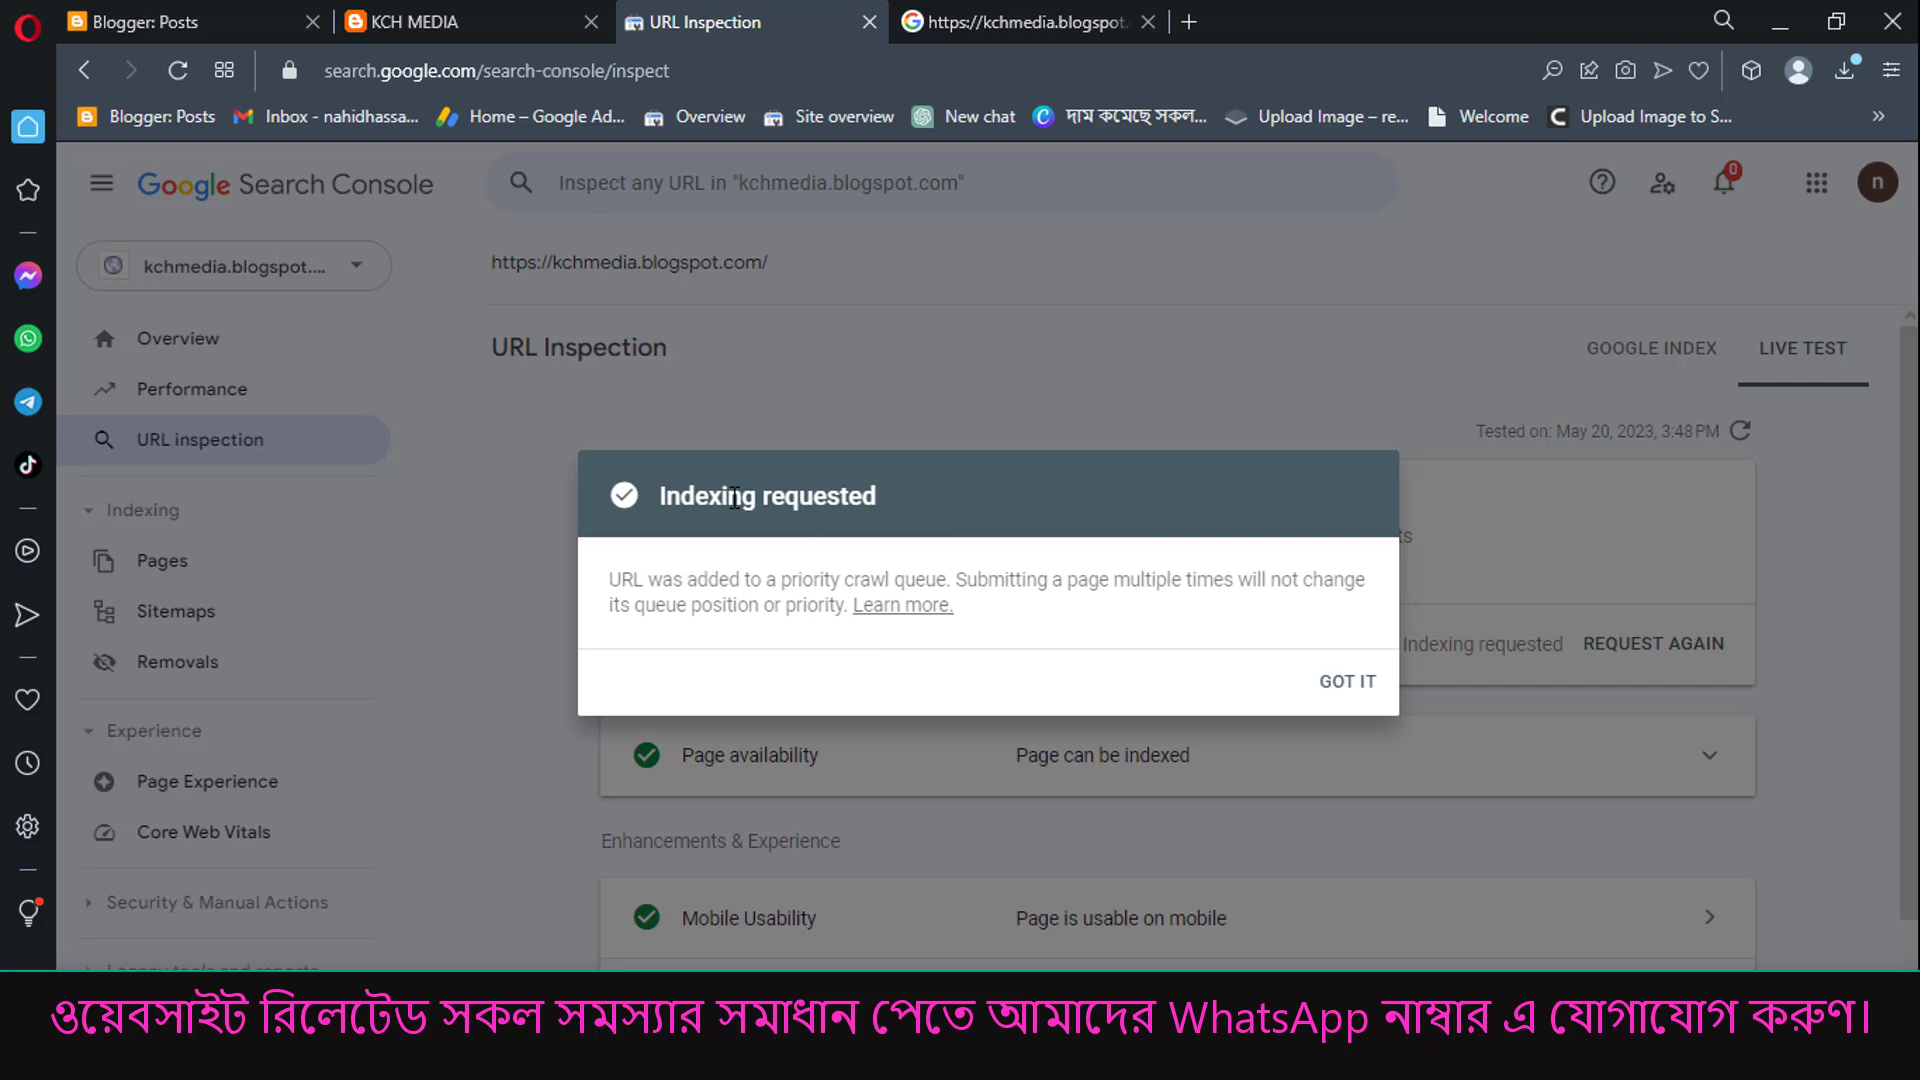 Blogger: Posts
KCH MEDIA
URL Inspection
https://kchmedia.blogspot.
search.google.com/search-console/inspect
Blogger: Posts
Inbox - nahidhassa...
Home – Google Ad...
Overview
Site overview
New chat
দাম কমেছে সকল...
Upload Image – re...
Welcome
Upload Image to S...
Google Search Console
Inspect any URL in "kchmedia.blogspot.com"
0
n
kchmedia.blogspot....
https://kchmedia.blogspot.com/
Overview
Performance
URL inspection
Indexing
Pages
Sitemaps
Removals
Experience
Page Experience
Core Web Vitals
Security & Manual Actions
Legacy tools and reports
URL Inspection
GOOGLE INDEX
LIVE TEST
Tested on: May 20, 2023, 3:48 PM
Indexing requested
URL was added to a priority crawl queue. Submitting a page multiple times will not change
its queue position or priority. Learn more.
GOT IT
Indexing requested
REQUEST AGAIN
Page availability
Page can be indexed
Enhancements & Experience
Mobile Usability
Page is usable on mobile
ওয়েবসাইট রিলেটেড সকল সমস্যার সমাধান পেতে আমাদের WhatsApp নাম্বার এ যোগাযোগ করুণ।